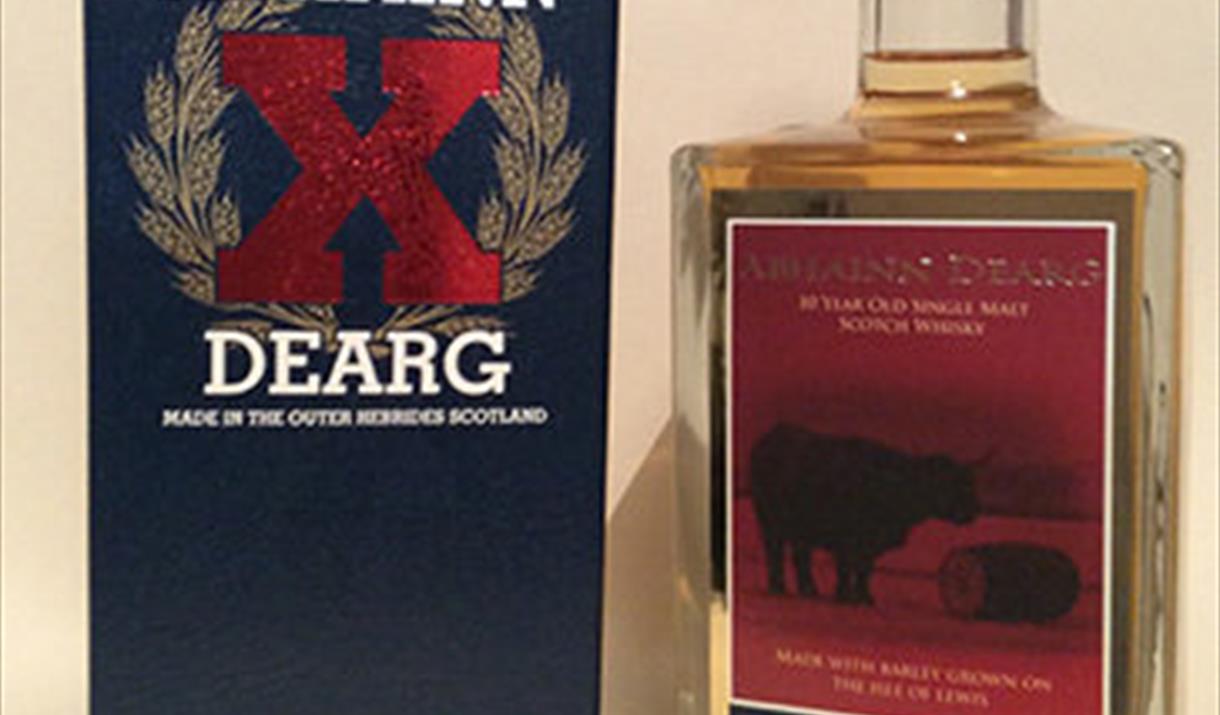 X
DEARG
MADE IN THE OUTER HEBRIDES SCOTLAND
ABHAINN DEARG
10 YEAR OLD SINGLE MALT
SCOTCH WHISKY
MADE WITH BARLEY GROWN ON
THE ISLE OF LEWIS